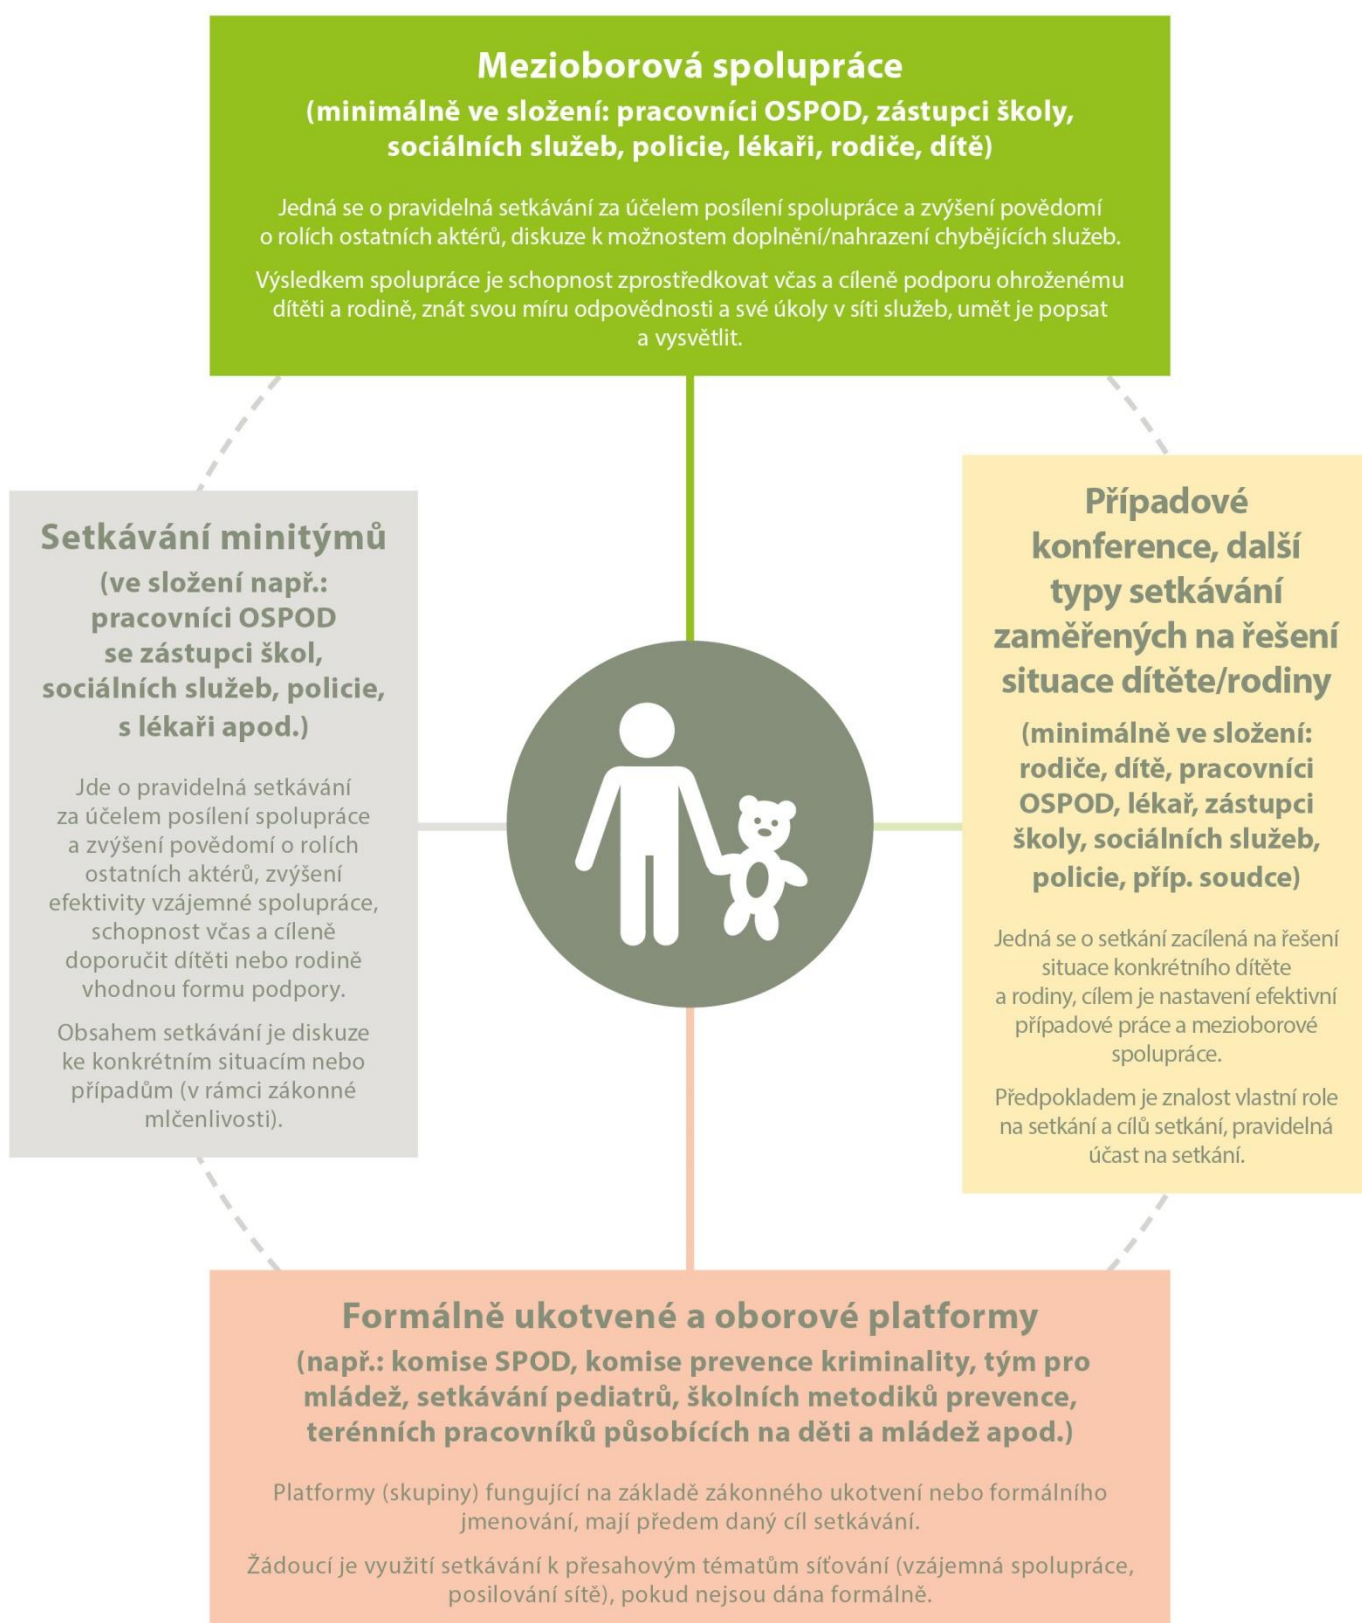 Mezioborová spolupráce
(minimálně ve složení: pracovníci OSPOD, zástupci školy,
sociálních služeb, policie, lékaři, rodiče, dítě)
Jedná se o pravidelná setkávání za účelem posílení spolupráce a zvýšení povědomí
o rolích ostatních aktérů, diskuze k možnostem doplnění/nahrazení chybějících služeb.
Výsledkem spolupráce je schopnost zprostředkovat včas a cíleně podporu ohroženému
dítěti a rodině, znát svou míru odpovědnosti a své úkoly v síti služeb, umět je popsat
a vysvětlit.
Setkávání minitýmů
(ve složení např.:
pracovníci OSPOD
se zástupci škol,
sociálních služeb, policie,
s lékaři apod.)
Jde o pravidelná setkávání
za účelem posílení spolupráce
a zvýšení povědomí o rolích
ostatních aktérů, zvýšení
efektivity vzájemné spolupráce,
schopnost včas a cíleně
doporučit dítěti nebo rodině
vhodnou formu podpory.
Obsahem setkávání je diskuze
ke konkrétním situacím nebo
případům (v rámci zákonné
mlčenlivosti).
Případové
konference, další
typy setkávání
zaměřených na řešení
situace dítěte/rodiny
(minimálně ve složení:
rodiče, dítě, pracovníci
OSPOD, lékař, zástupci
školy, sociálních služeb,
policie, příp. soudce)
Jedná se o setkání zacílená na řešení
situace konkrétního dítěte
a rodiny, cílem je nastavení efektivní
případové práce a mezioborové
spolupráce.
Předpokladem je znalost vlastní role
na setkání a cílů setkání, pravidelná
účast na setkání.
Formálně ukotvené a oborové platformy
(např.: komise SPOD, komise prevence kriminality, tým pro
mládež, setkávání pediatrů, školních metodiků prevence,
terénních pracovníků působících na děti a mládež apod.)
Platformy (skupiny) fungující na základě zákonného ukotvení nebo formálního
jmenování, mají předem daný cíl setkávání.
Žádoucí je využití setkávání k přesahovým tématům síťování (vzájemná spolupráce,
posilování sítě), pokud nejsou dána formálně.